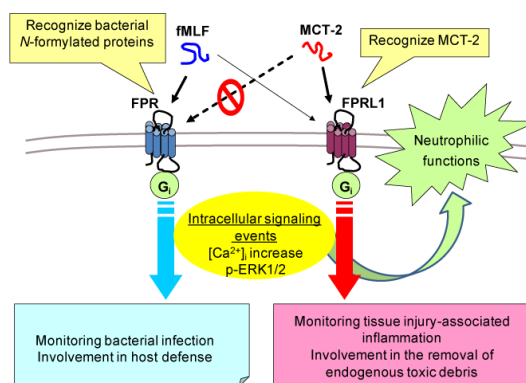 Recognize bacterial
N-formylated proteins
fMLF
MCT-2
Recognize MCT-2
FPR
FPRL1
Neutrophilic
functions
Gi
Gi
Intracellular signaling
events
[Ca²⁺]i increase
p-ERK1/2
Monitoring bacterial infection
Involvement in host defense
Monitoring tissue injury-associated
inflammation
Involvement in the removal of
endogenous toxic debris